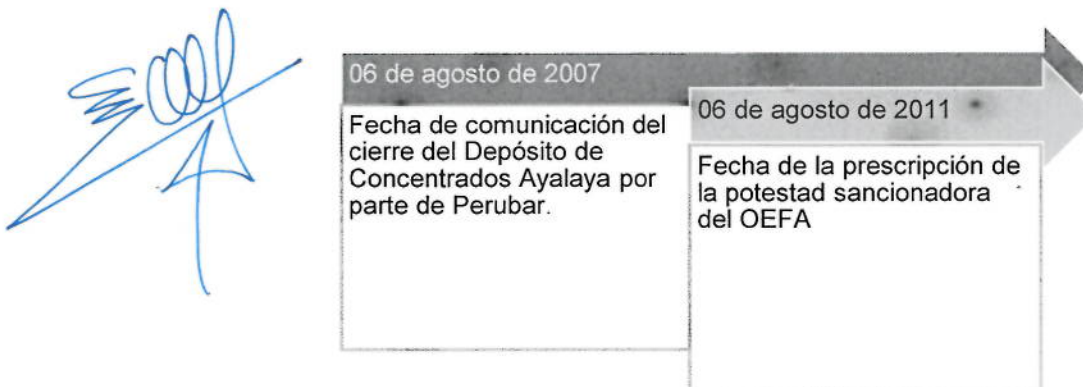 06 de agosto de 2007
Fecha de comunicación del
cierre del Depósito de
Concentrados Ayalaya por
parte de Perubar.
06 de agosto de 2011
Fecha de la prescripción de
la potestad sancionadora
del OEFA